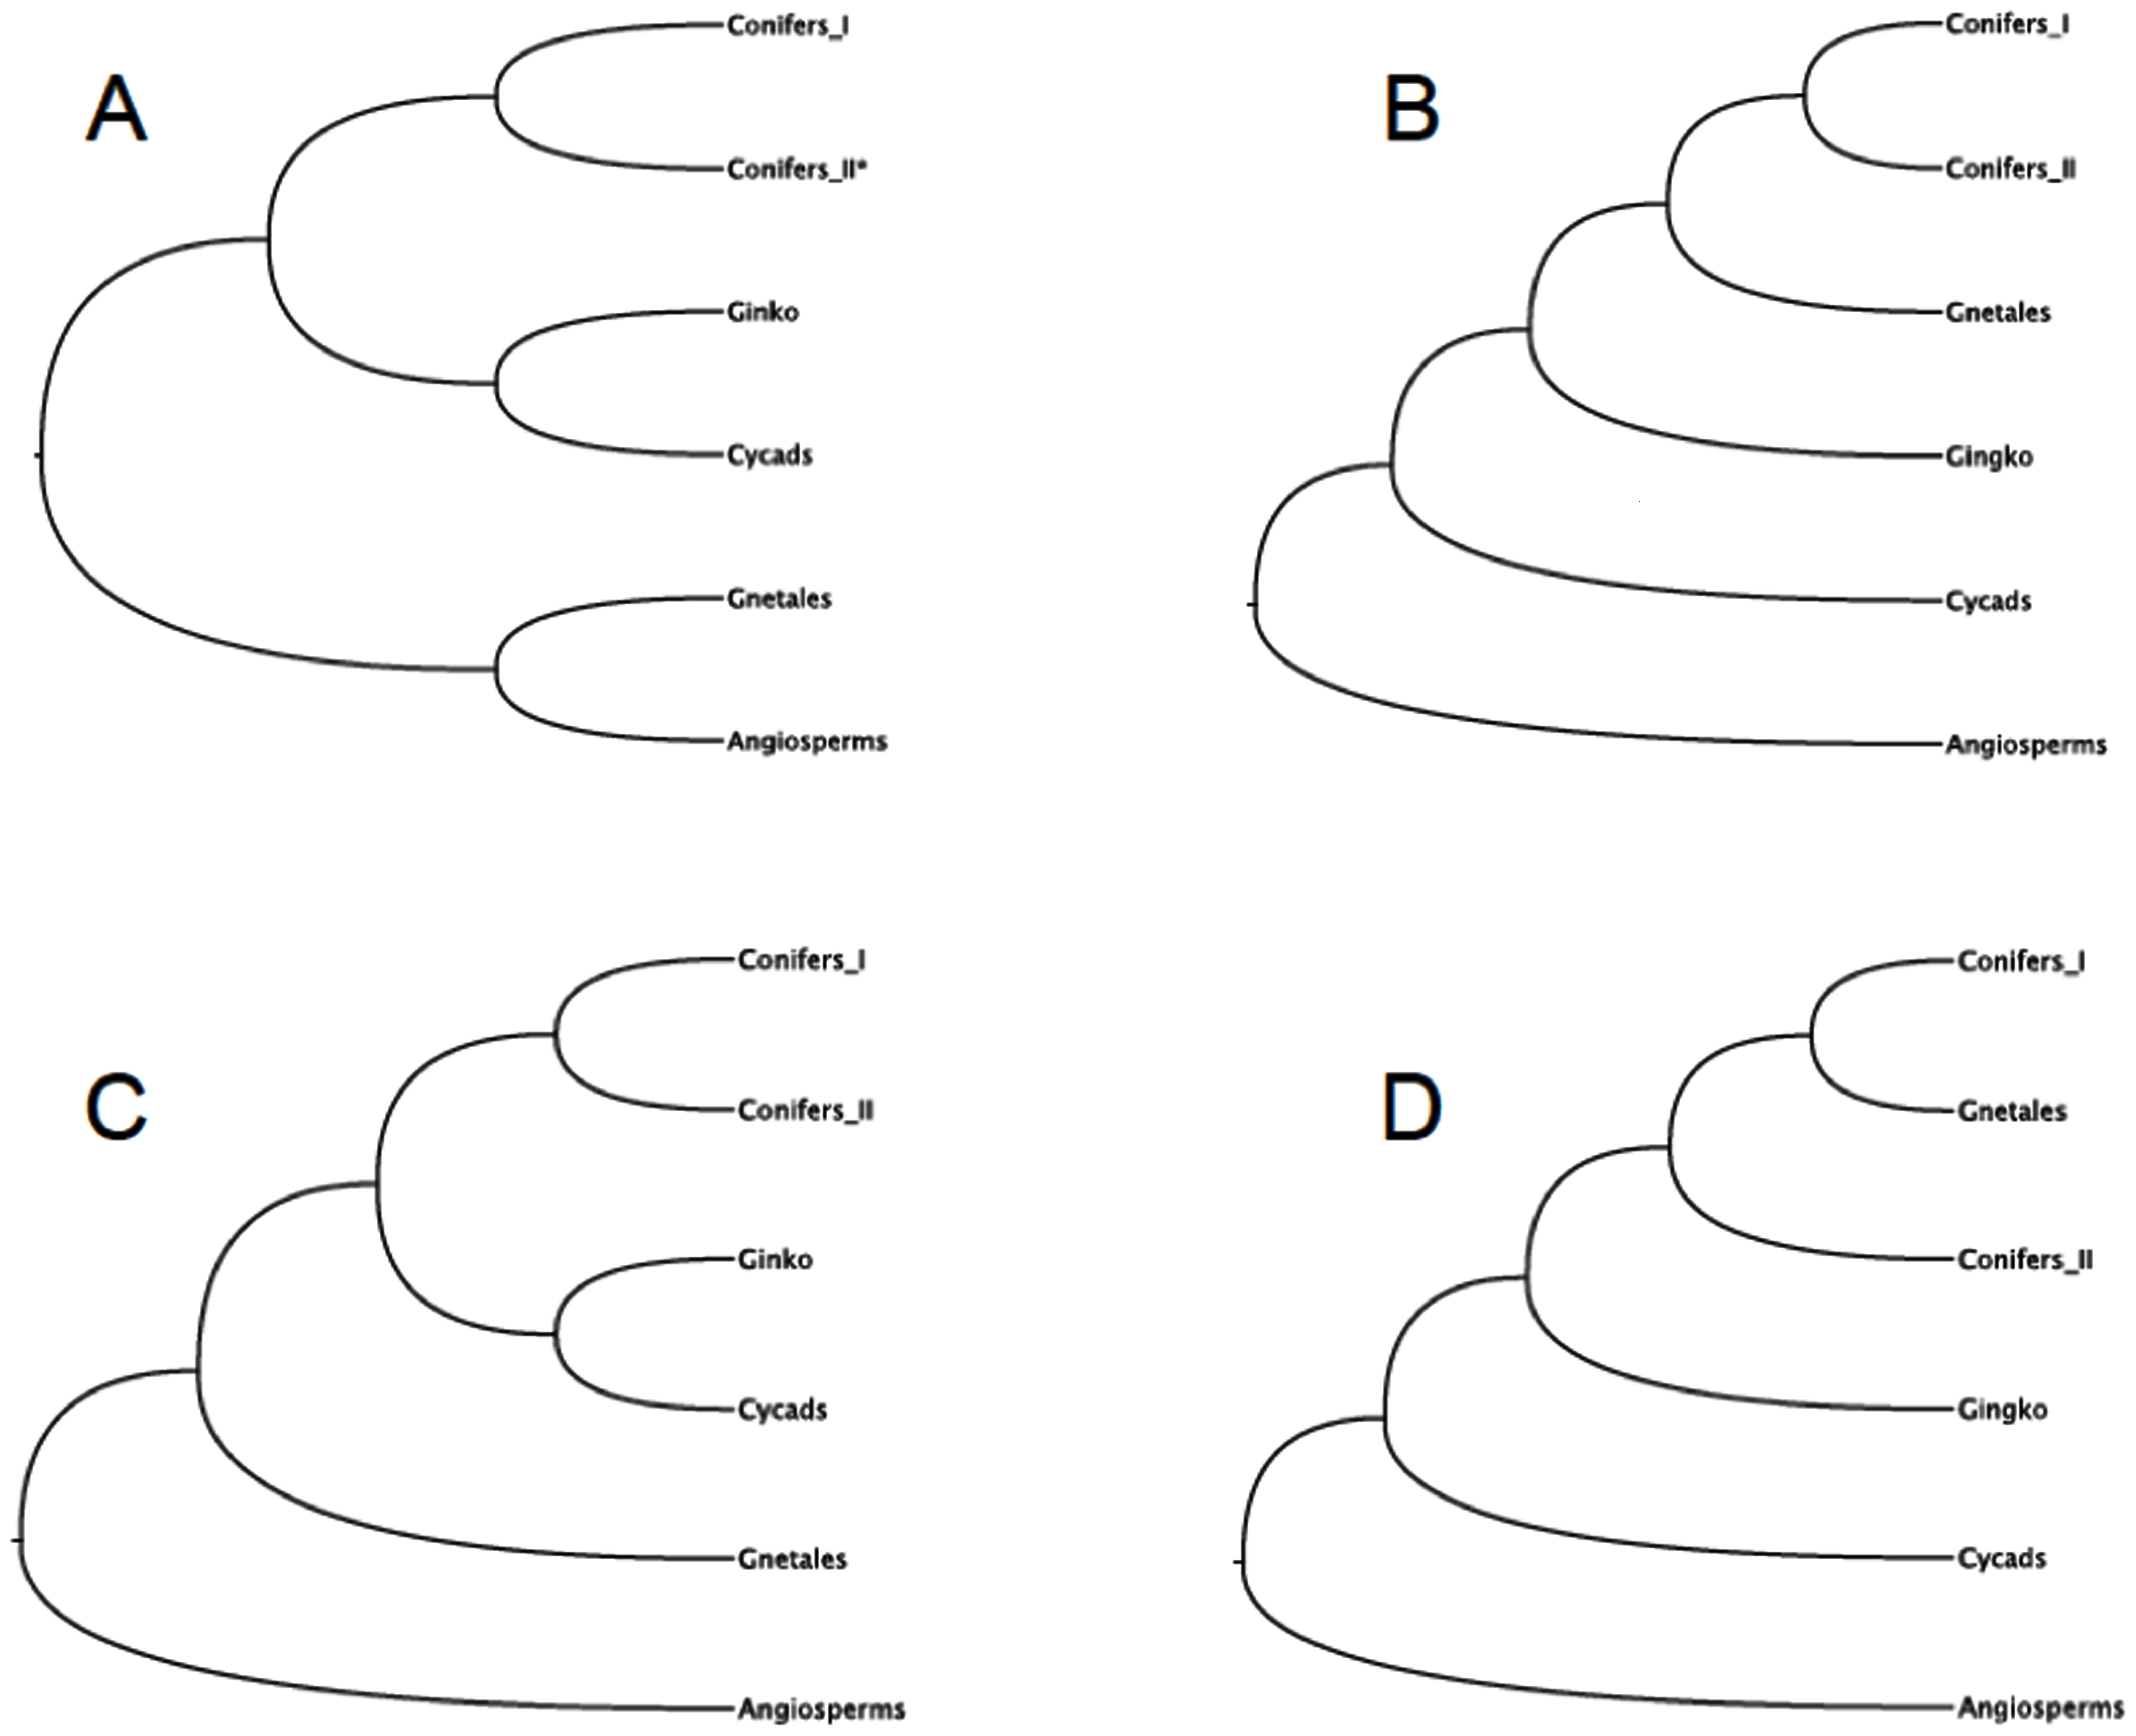 A
Conifers_I
Conifers_II*
Ginko
Cycads
Gnetales
Angiosperms
B
Conifers_I
Conifers_II
Gnetales
Gingko
Cycads
Angiosperms
C
Conifers_I
Conifers_II
Ginko
Cycads
Gnetales
Angiosperms
D
Conifers_I
Gnetales
Conifers_II
Gingko
Cycads
Angiosperms